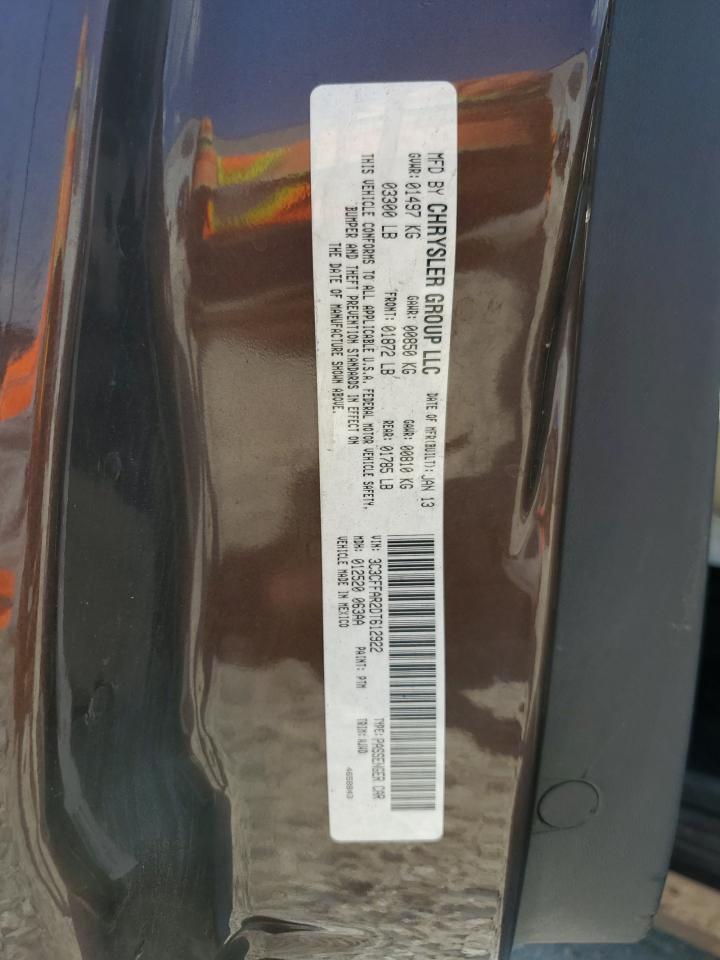 MFD BY CHRYSLER GROUP LLC DATE OF MFR(BUILT): JAN 13
GVWR: 01497 KG GAWR: 00850 KG GAWR: 00810 KG
03300 LB FRONT: 01872 LB REAR: 01785 LB
THIS VEHICLE CONFORMS TO ALL APPLICABLE U.S.A. FEDERAL MOTOR VEHICLE SAFETY,
BUMPER AND THEFT PREVENTION STANDARDS IN EFFECT ON
THE DATE OF MANUFACTURE SHOWN ABOVE.
VIN: 3C3CFFAR2DT612922 TYPE: PASSENGER CAR
MDH: 012520 063AA PAINT: PTM TRIM:
VEHICLE MADE IN MEXICO 4650943